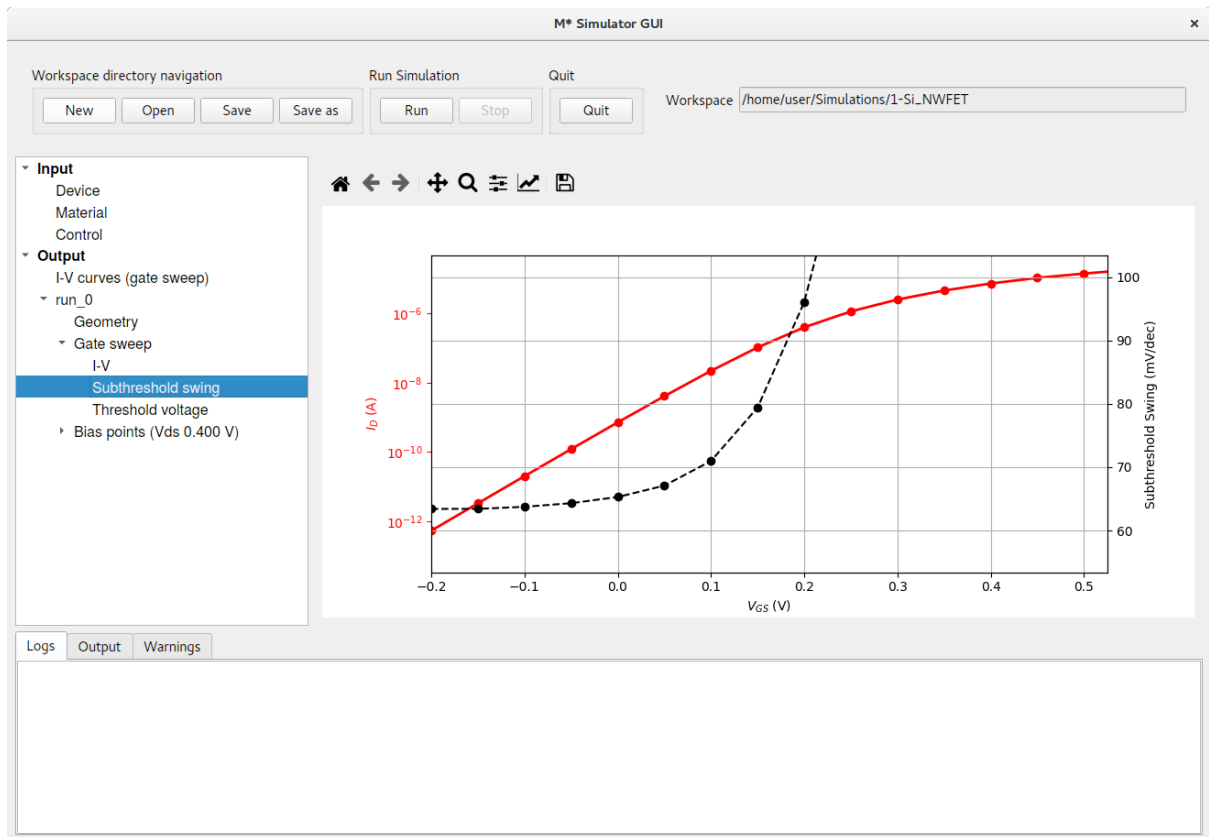 M* Simulator GUI
×
Workspace directory navigation
Run Simulation
Quit
New
Open
Save
Save as
Run
Stop
Quit
Workspace
/home/user/Simulations/1-Si_NWFET
Input
Device
Material
Control
Output
I-V curves (gate sweep)
run_0
Geometry
Gate sweep
I-V
Subthreshold swing
Threshold voltage
Bias points (Vds 0.400 V)
I_D (A)
10⁻⁶
10⁻⁸
10⁻¹⁰
10⁻¹²
−0.2
−0.1
0.0
0.1
0.2
0.3
0.4
0.5
V_GS (V)
100
90
80
70
60
Subthreshold Swing (mV/dec)
Logs
Output
Warnings